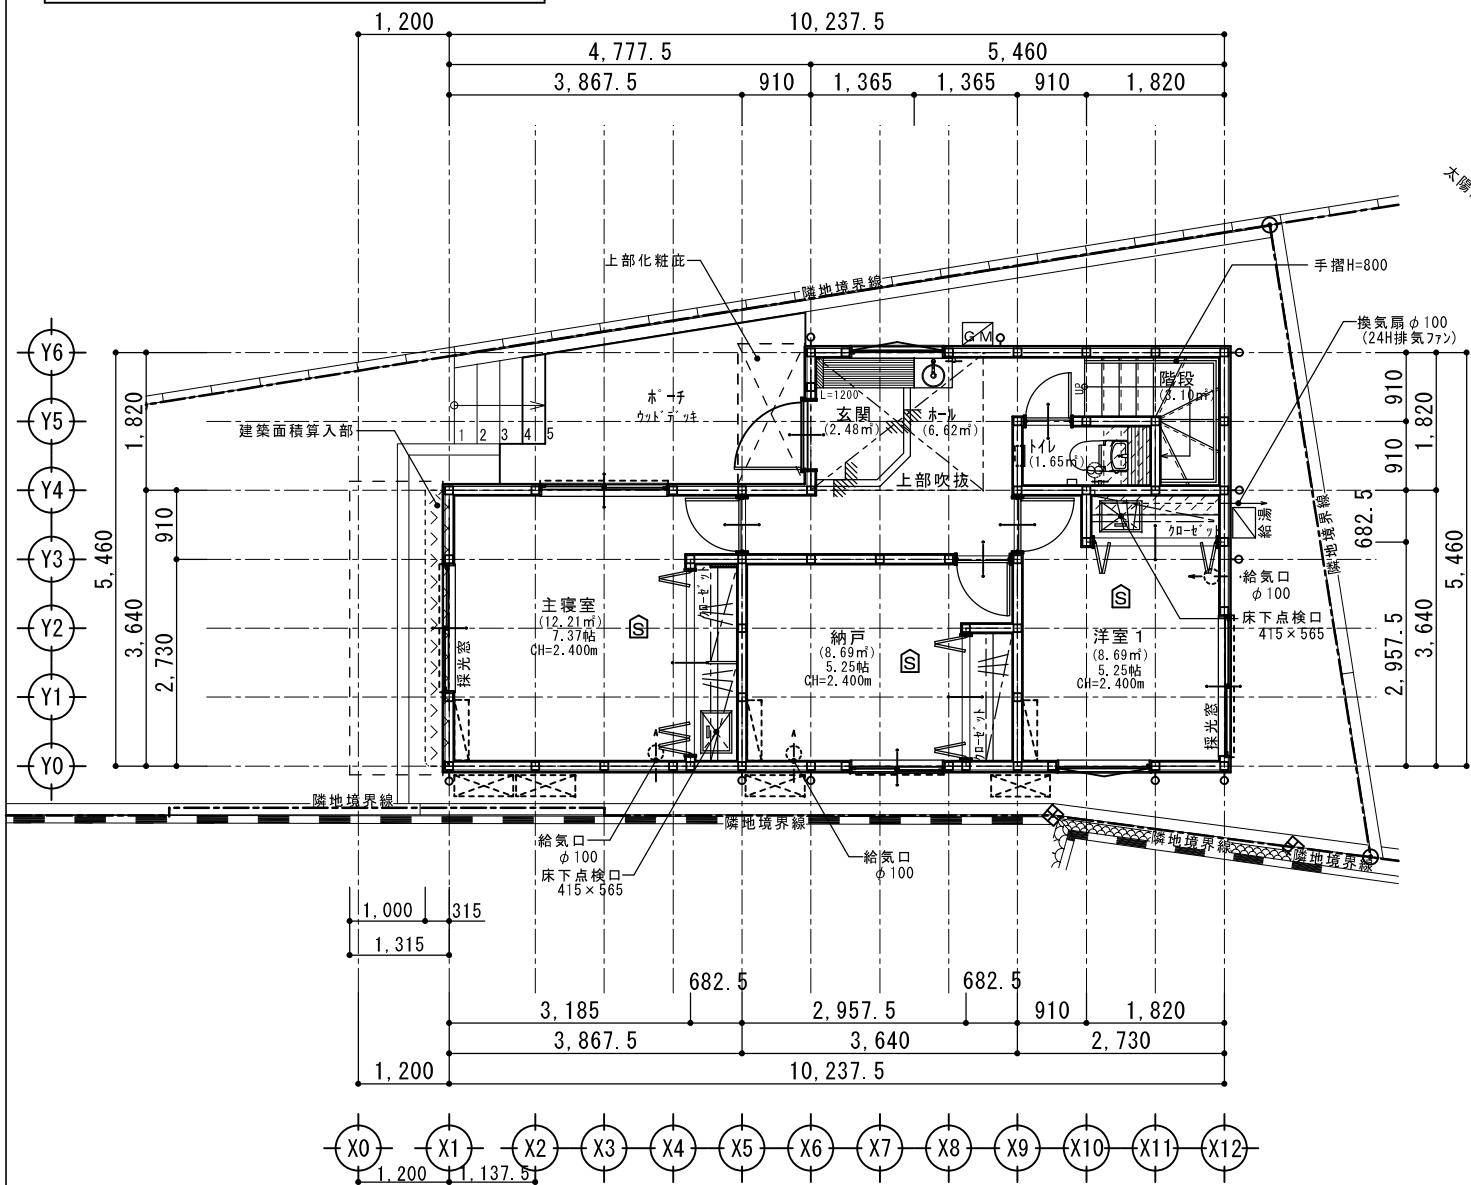 1,200
10,237.5
4,777.5
5,460
3,867.5
910
1,365
1,365
910
1,820
上部化粧庇
隣地境界線
手摺H=800
換気扇φ100
(24H排気ファン)
GM
Y6
Y5
Y4
Y3
Y2
Y1
Y0
5,460
1,820
3,640
910
2,730
建築面積算入部
1 2 3 4 5
ポーチ
ウッドデッキ
L=1200
玄関
(2.48㎡)
ホール
(6.62㎡)
上部吹抜
UP
階段
(3.10㎡)
トイレ
(1.65㎡)
クローゼット
給湯
隣地境界線
910
910
682.5
2,957.5
1,820
3,640
5,460
給気口
φ100
床下点検口
415×565
主寝室
(12.21㎡)
7.37帖
CH=2.400m
S
採光窓
クローゼット
納戸
(8.69㎡)
5.25帖
CH=2.400m
S
クローゼット
洋室1
(8.69㎡)
5.25帖
CH=2.400m
S
採光窓
隣地境界線
隣地境界線
隣地境界線
隣地境界線
給気口
φ100
床下点検口
415×565
給気口
φ100
1,000
315
1,315
682.5
682.5
3,185
2,957.5
910
1,820
3,867.5
3,640
2,730
1,200
10,237.5
X0 X1 X2 X3 X4 X5 X6 X7 X8 X9 X10 X11 X12
1,200
1,137.5
太陽